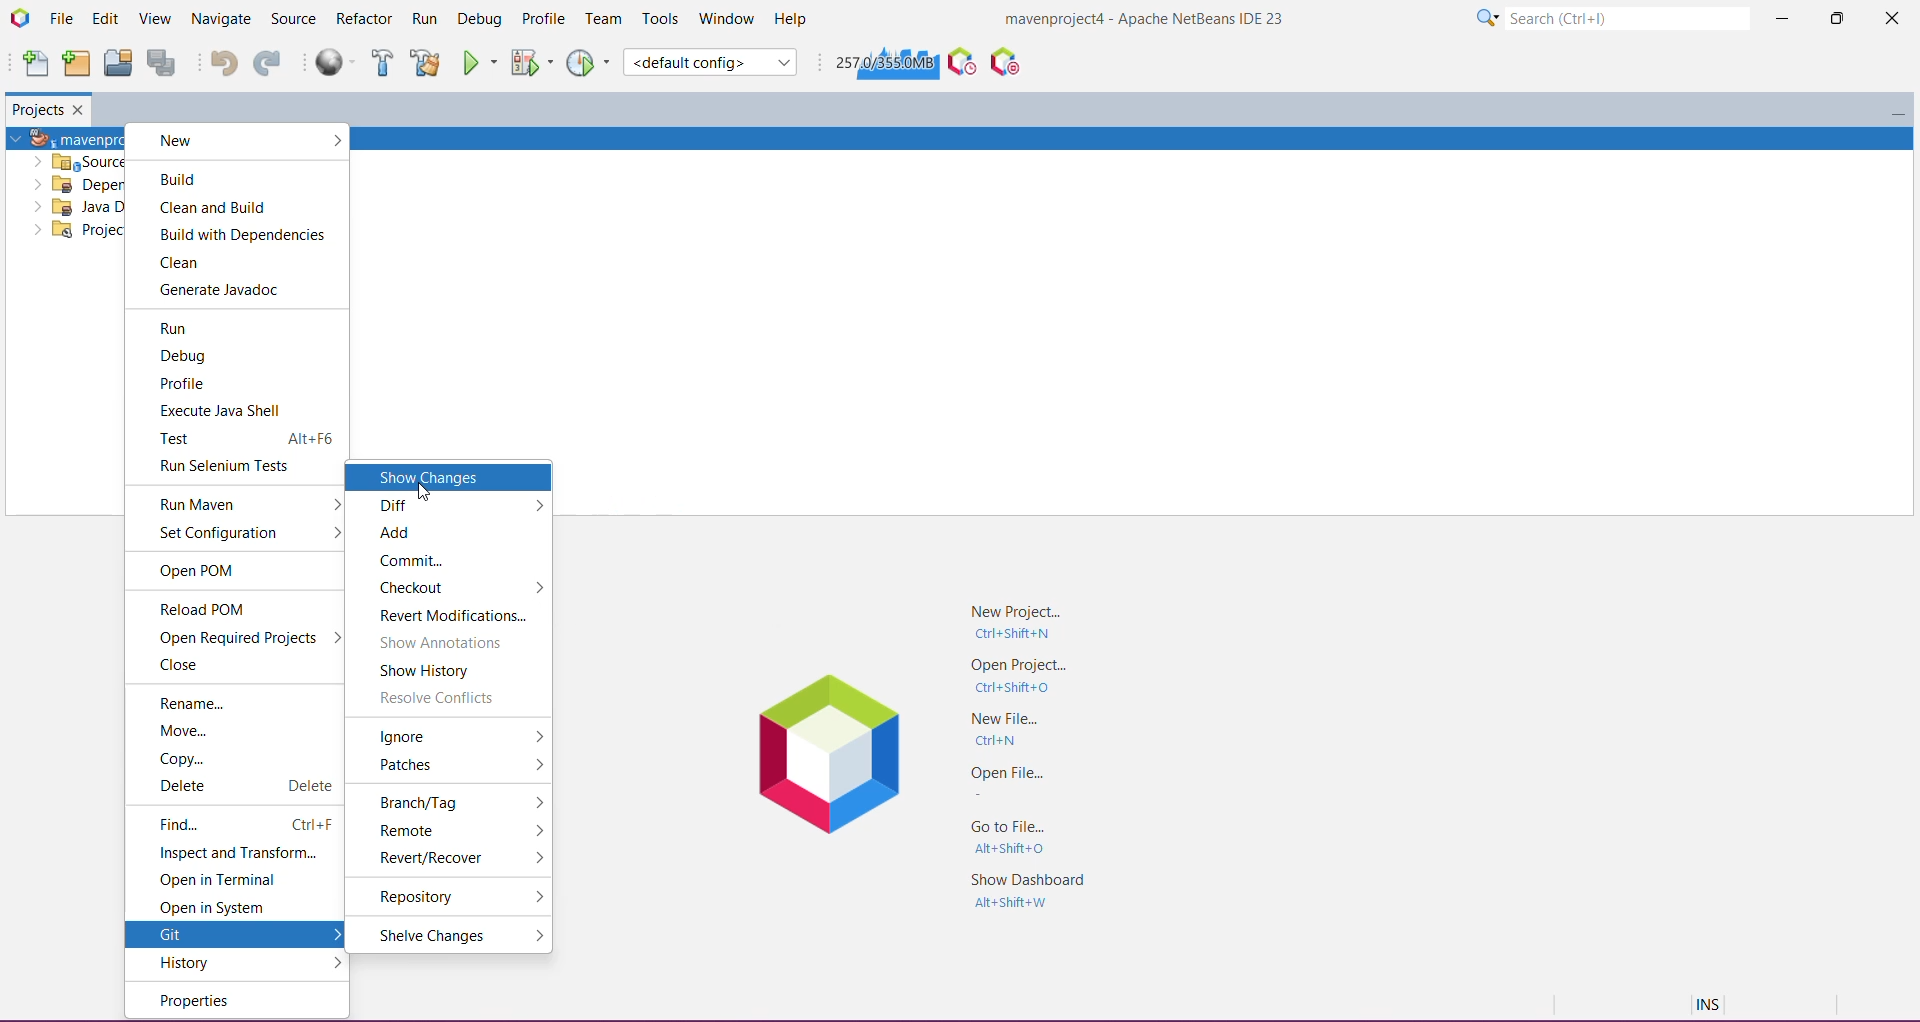 File Edit View Navigate Source Refactor Run Debug Profile Team Tools Window Help
mavenproject4 - Apache NetBeans IDE 23
Search (Ctrl+I)
<default config>
257.0/355.0MB
Projects
mavenpro
Source
Depen
Java D
Projec
New
Build
Clean and Build
Build with Dependencies
Clean
Generate Javadoc
Run
Debug
Profile
Execute Java Shell
Test Alt+F6
Run Selenium Tests
Run Maven
Set Configuration
Open POM
Reload POM
Open Required Projects
Close
Rename...
Move...
Copy...
Delete Delete
Find... Ctrl+F
Inspect and Transform...
Open in Terminal
Open in System
Git
History
Properties
Show Changes
Diff
Add
Commit...
Checkout
Revert Modifications...
Show Annotations
Show History
Resolve Conflicts
Ignore
Patches
Branch/Tag
Remote
Revert/Recover
Repository
Shelve Changes
New Project...
Ctrl+Shift+N
Open Project...
Ctrl+Shift+O
New File...
Ctrl+N
Open File...
-
Go to File...
Alt+Shift+O
Show Dashboard
Alt+Shift+W
INS